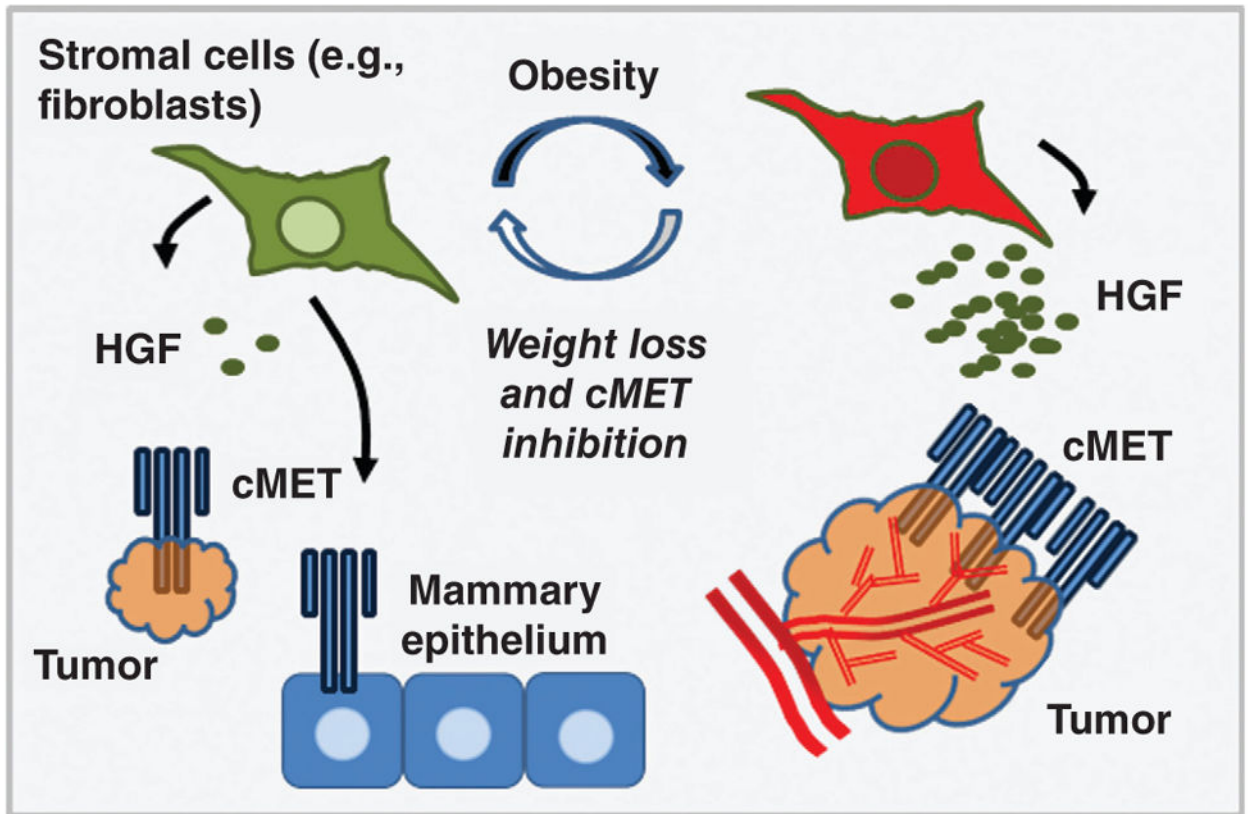 Stromal cells (e.g.,
fibroblasts)
Obesity
HGF
HGF
Weight loss
and cMET
inhibition
cMET
cMET
Mammary
epithelium
Tumor
Tumor